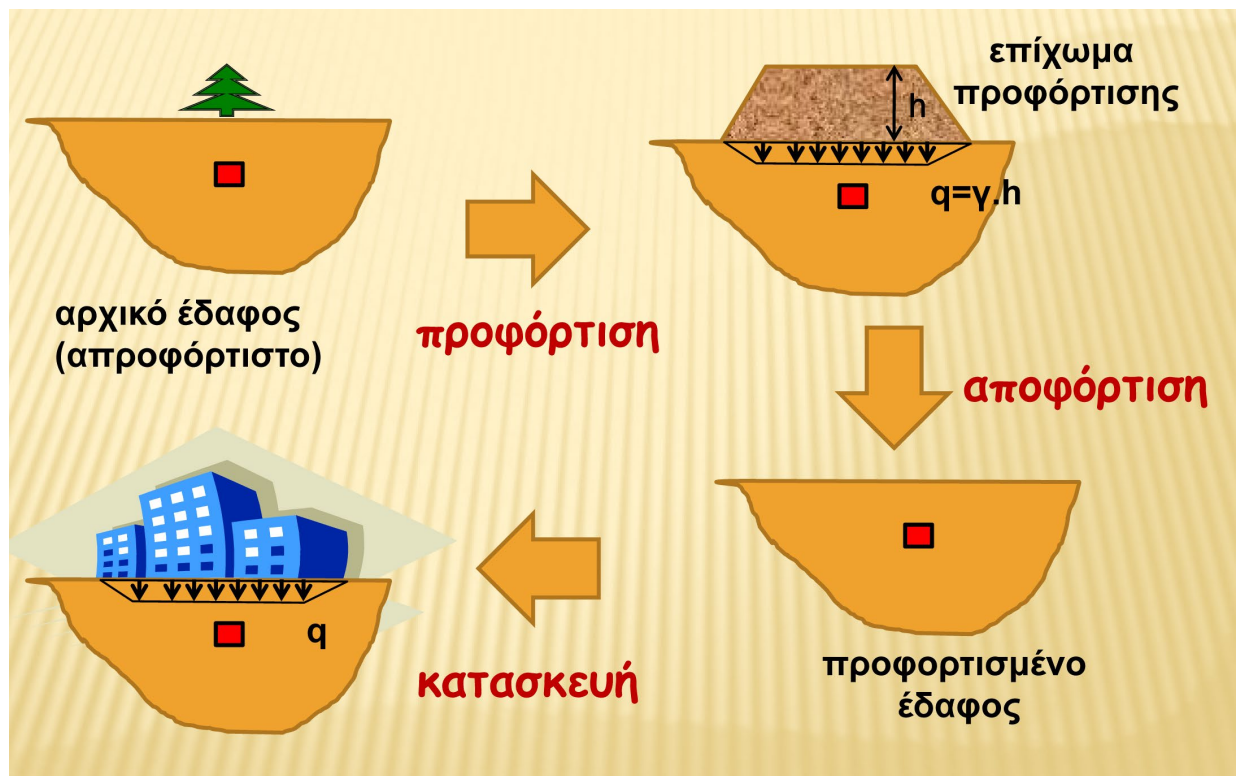 επίχωμα
προφόρτισης
h
q=γ.h
αρχικό έδαφος
(απροφόρτιστο)
προφόρτιση
αποφόρτιση
q
κατασκευή
προφορτισμένο
έδαφος